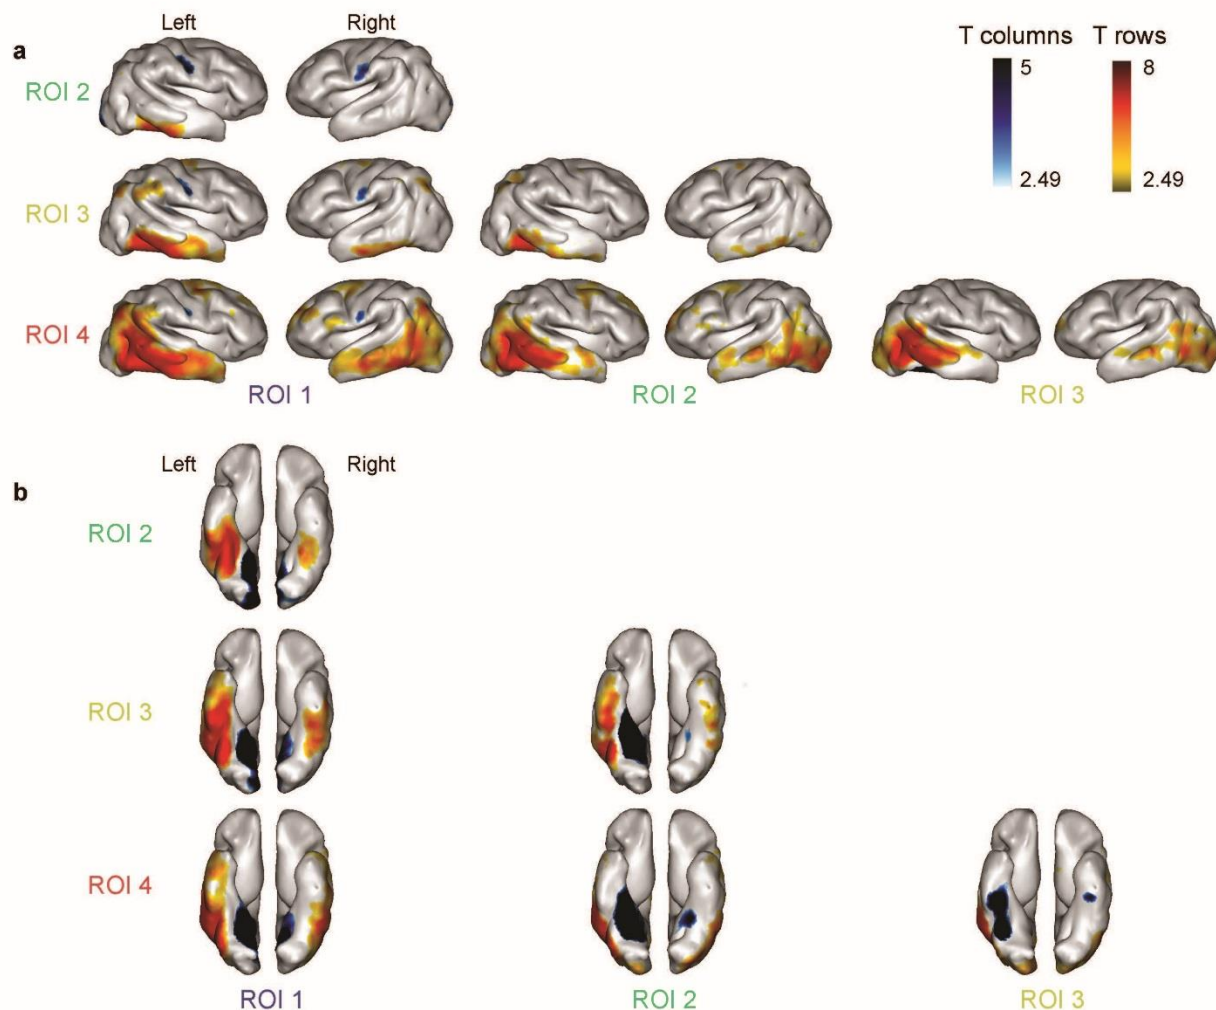 Left Right
T columns T rows
a
5 8
ROI 2
2.49 2.49
ROI 3
ROI 4
ROI 1 ROI 2 ROI 3
Left Right
b
ROI 2
ROI 3
ROI 4
ROI 1 ROI 2 ROI 3